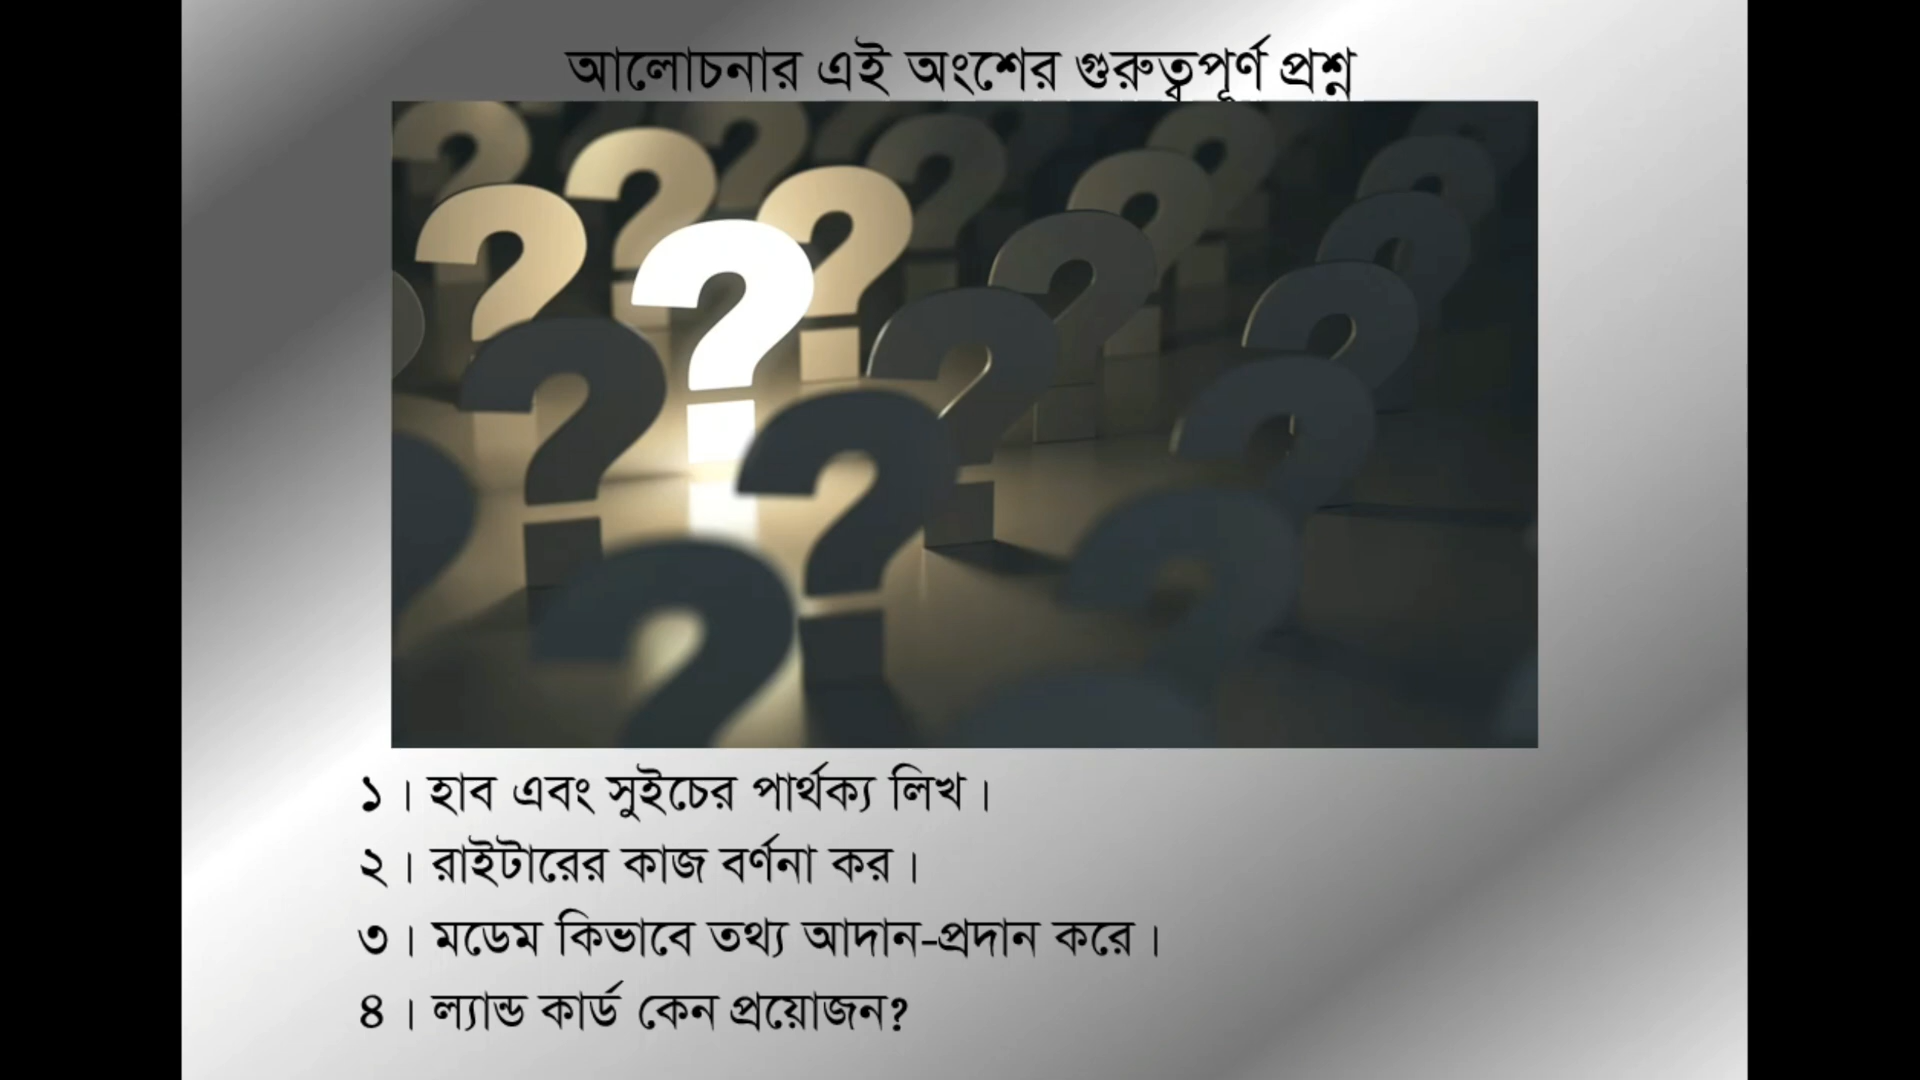 আলোচনার এই অংশের গুরুত্বপূর্ণ প্রশ্ন
১। হাব এবং সুইচের পার্থক্য লিখ।
২। রাইটারের কাজ বর্ণনা কর।
৩। মডেম কিভাবে তথ্য আদান-প্রদান করে।
৪। ল্যান্ড কার্ড কেন প্রয়োজন?